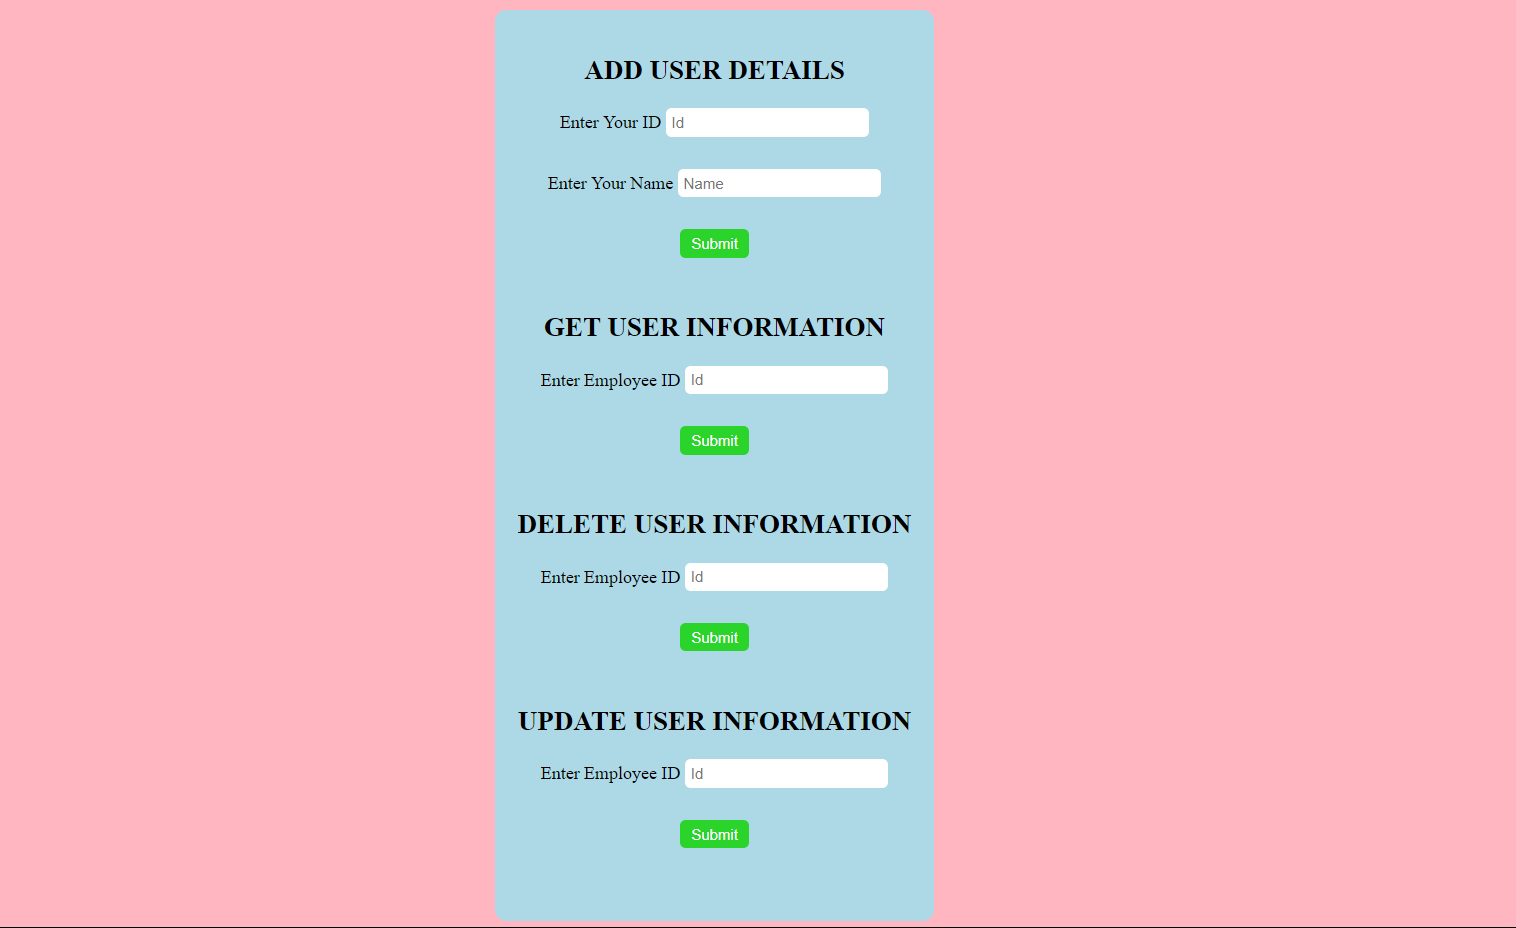 ADD USER DETAILS
Enter Your ID Id
Enter Your Name Name
Submit
GET USER INFORMATION
Enter Employee ID Id
Submit
DELETE USER INFORMATION
Enter Employee ID Id
Submit
UPDATE USER INFORMATION
Enter Employee ID Id
Submit